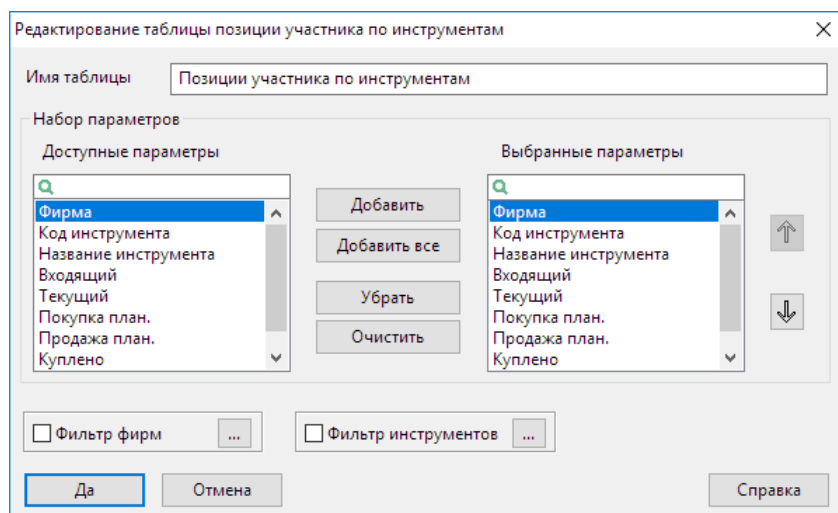 Редактирование таблицы позиции участника по инструментам
Имя таблицы
Позиции участника по инструментам
Набор параметров
Доступные параметры
Фирма
Код инструмента
Название инструмента
Входящий
Текущий
Покупка план.
Продажа план.
Куплено
Добавить
Добавить все
Убрать
Очистить
Выбранные параметры
Фирма
Код инструмента
Название инструмента
Входящий
Текущий
Покупка план.
Продажа план.
Куплено
Фильтр фирм
...
Фильтр инструментов
...
Да
Отмена
Справка